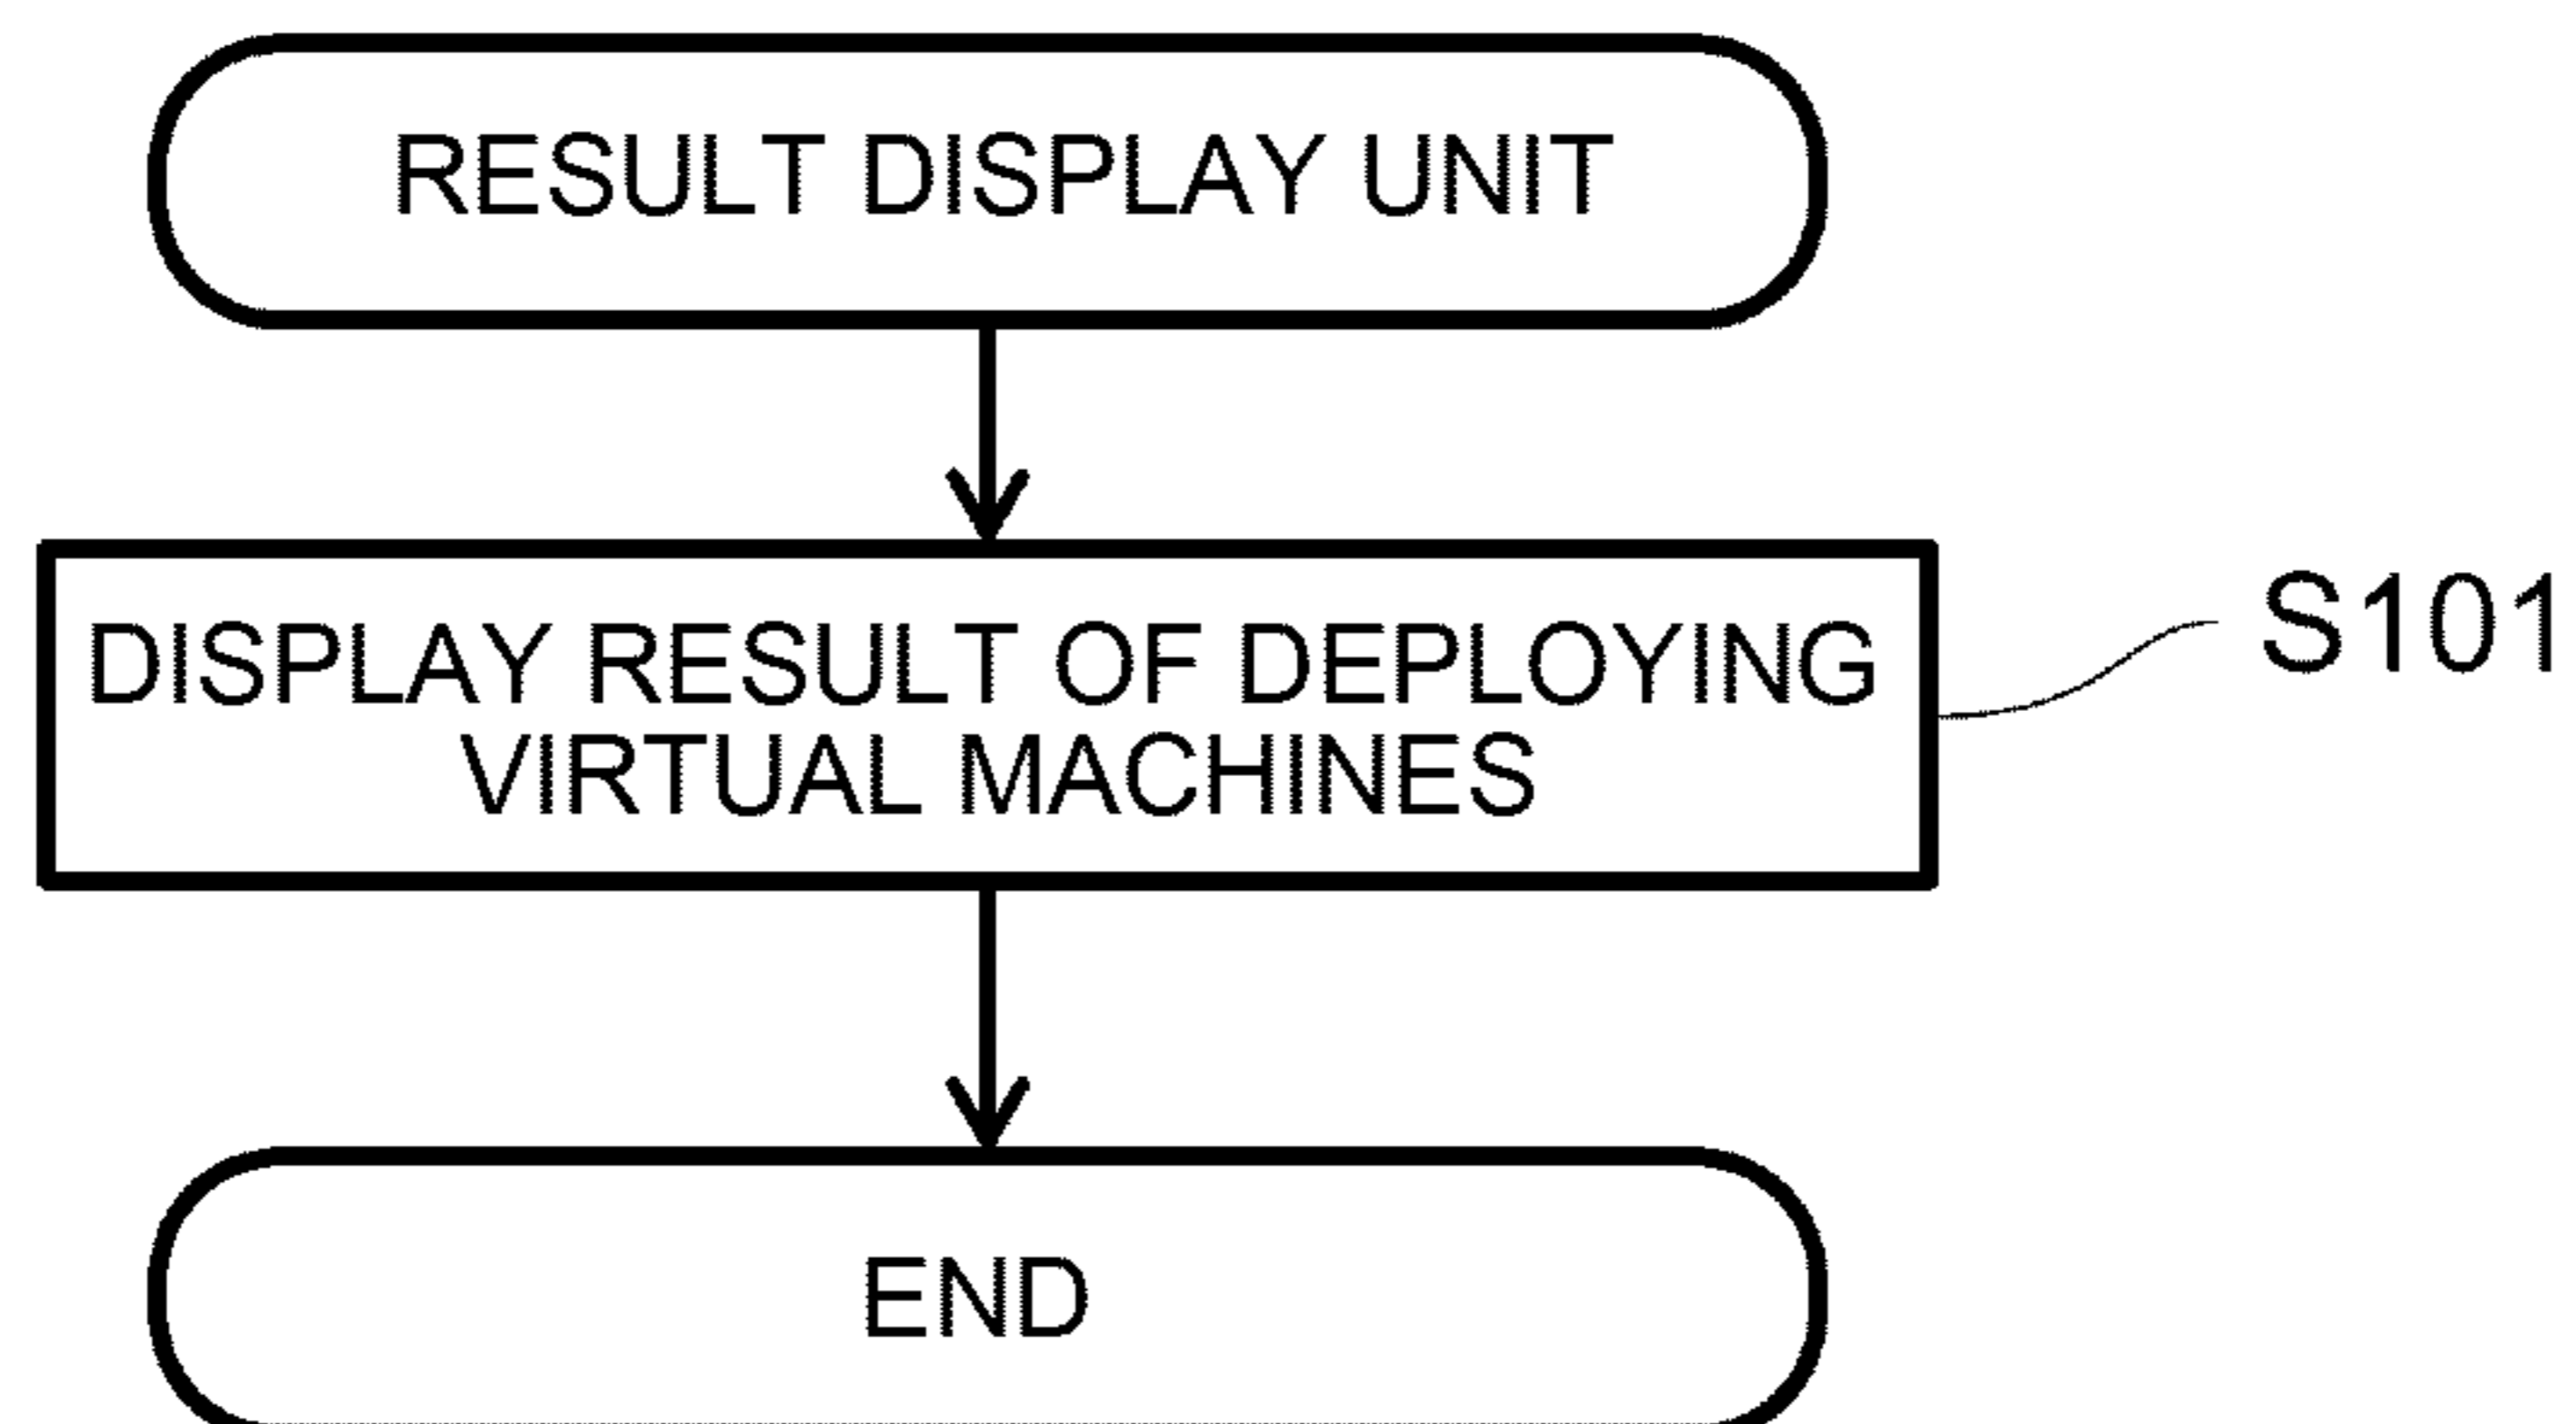 RESULT DISPLAY UNIT
DISPLAY RESULT OF DEPLOYING
VIRTUAL MACHINES
S101
END